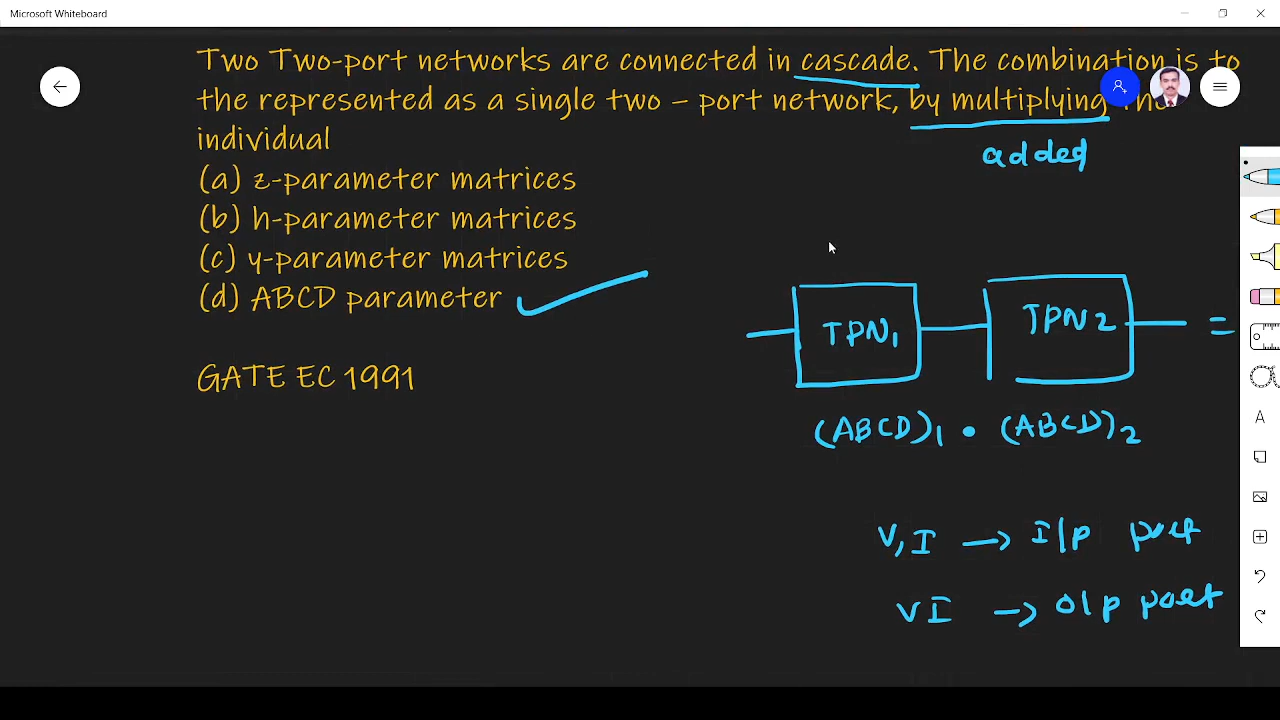 Microsoft Whiteboard
Two Two-port networks are connected in cascade. The combination is to
the represented as a single two – port network, by multiplying The
individual
added
(a) z-parameter matrices
(b) h-parameter matrices
(c) y-parameter matrices
(d) ABCD parameter
TPN1
TPN2 =
GATE EC 1991
(ABCD)1 • (ABCD)2
V, I → I/p port
VI → O/p port
A